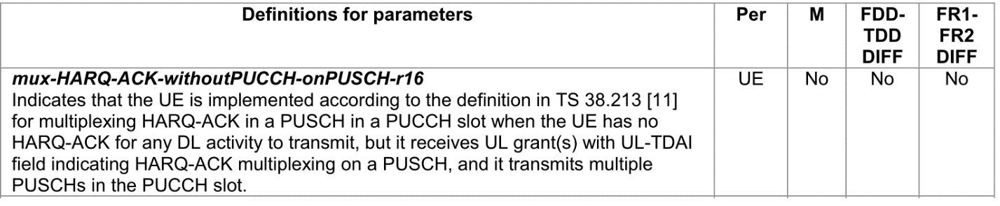 Definitions for parameters Per M FDD- FR1-
TDD FR2
DIFF DIFF
mux-HARQ-ACK-withoutPUCCH-onPUSCH-r16 UE No No No
Indicates that the UE is implemented according to the definition in TS 38.213 [11]
for multiplexing HARQ-ACK in a PUSCH in a PUCCH slot when the UE has no
HARQ-ACK for any DL activity to transmit, but it receives UL grant(s) with UL-TDAI
field indicating HARQ-ACK multiplexing on a PUSCH, and it transmits multiple
PUSCHs in the PUCCH slot.